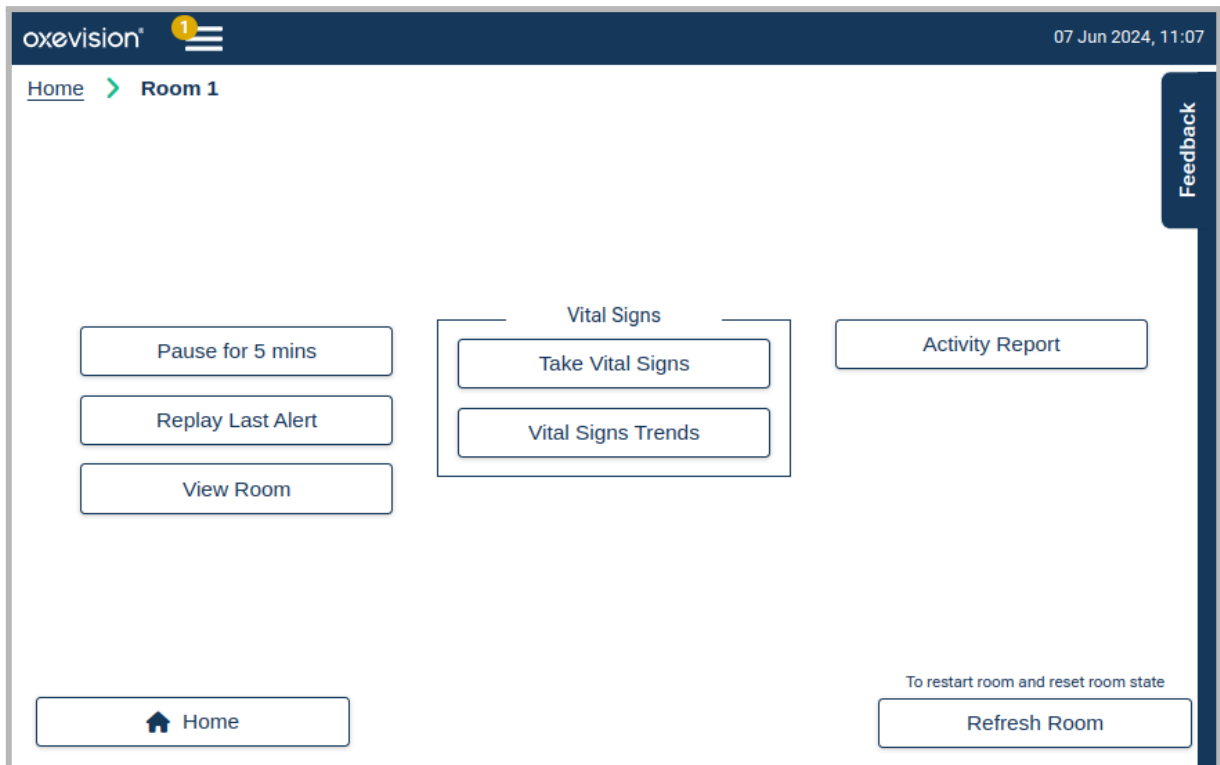 oxevision®
1
07 Jun 2024, 11:07
Home > Room 1
Feedback
Pause for 5 mins
Replay Last Alert
View Room
Vital Signs
Take Vital Signs
Vital Signs Trends
Activity Report
Home
To restart room and reset room state
Refresh Room